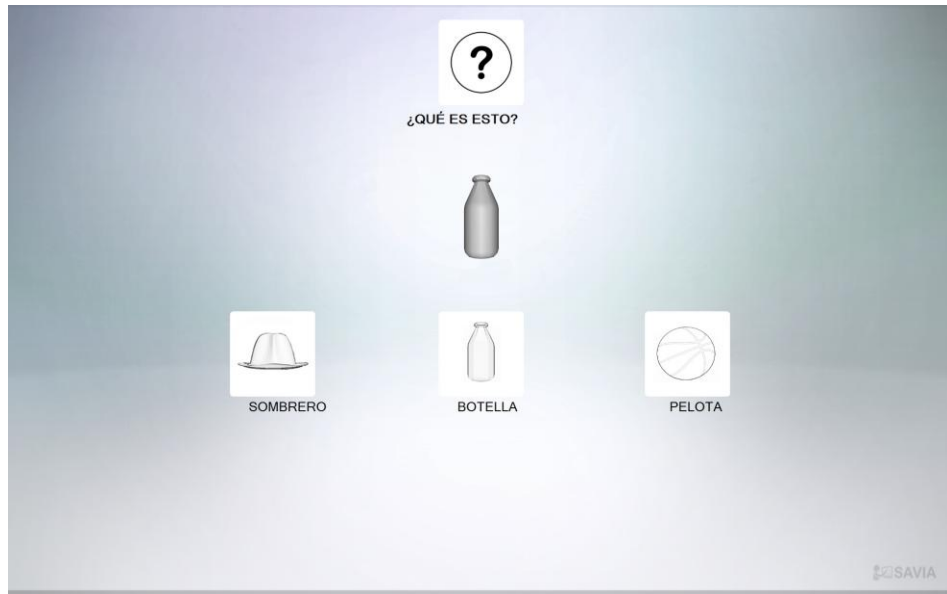 ?
¿QUÉ ES ESTO?
SOMBRERO
BOTELLA
PELOTA
SAVIA